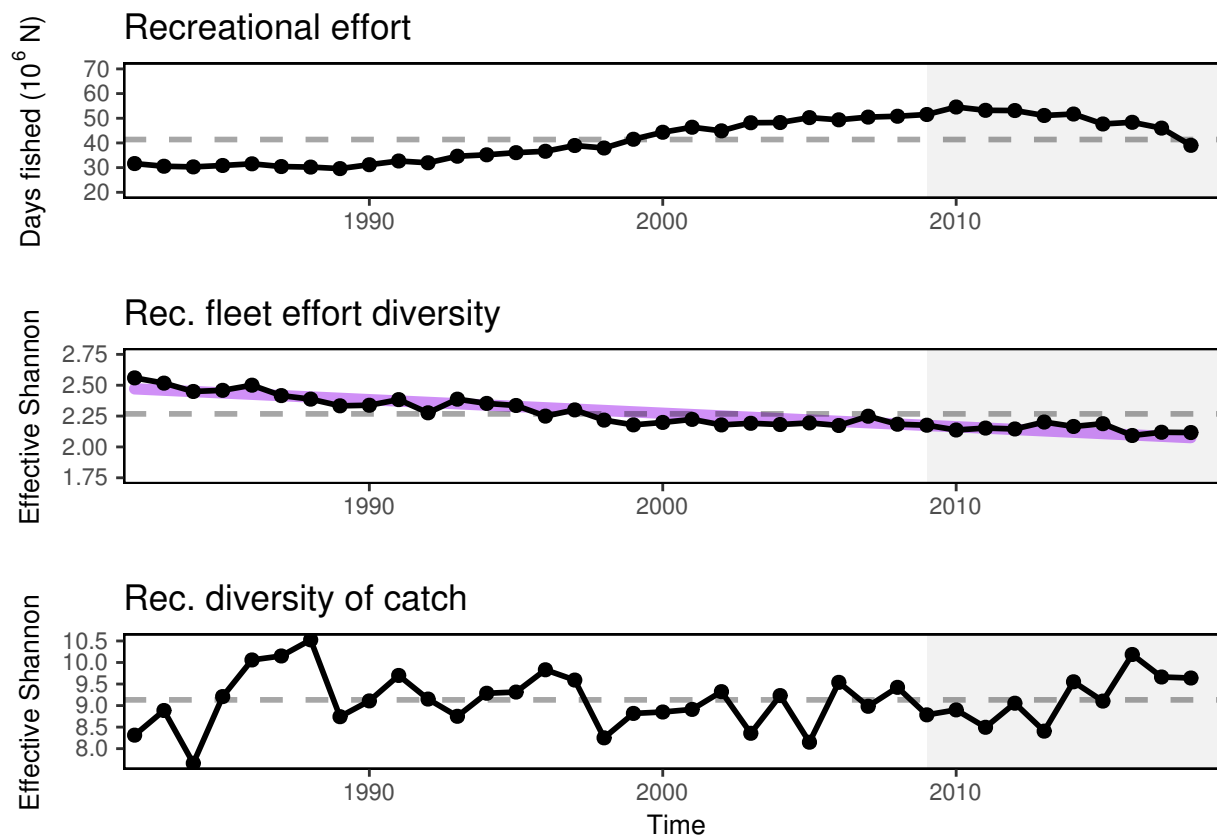 Recreational effort
Days fished (10⁶ N)
70
60
50
40
30
20
1990 2000 2010
Rec. fleet effort diversity
Effective Shannon
2.75
2.50
2.25
2.00
1.75
1990 2000 2010
Rec. diversity of catch
Effective Shannon
10.5
10.0
9.5
9.0
8.5
8.0
1990 2000 2010
Time